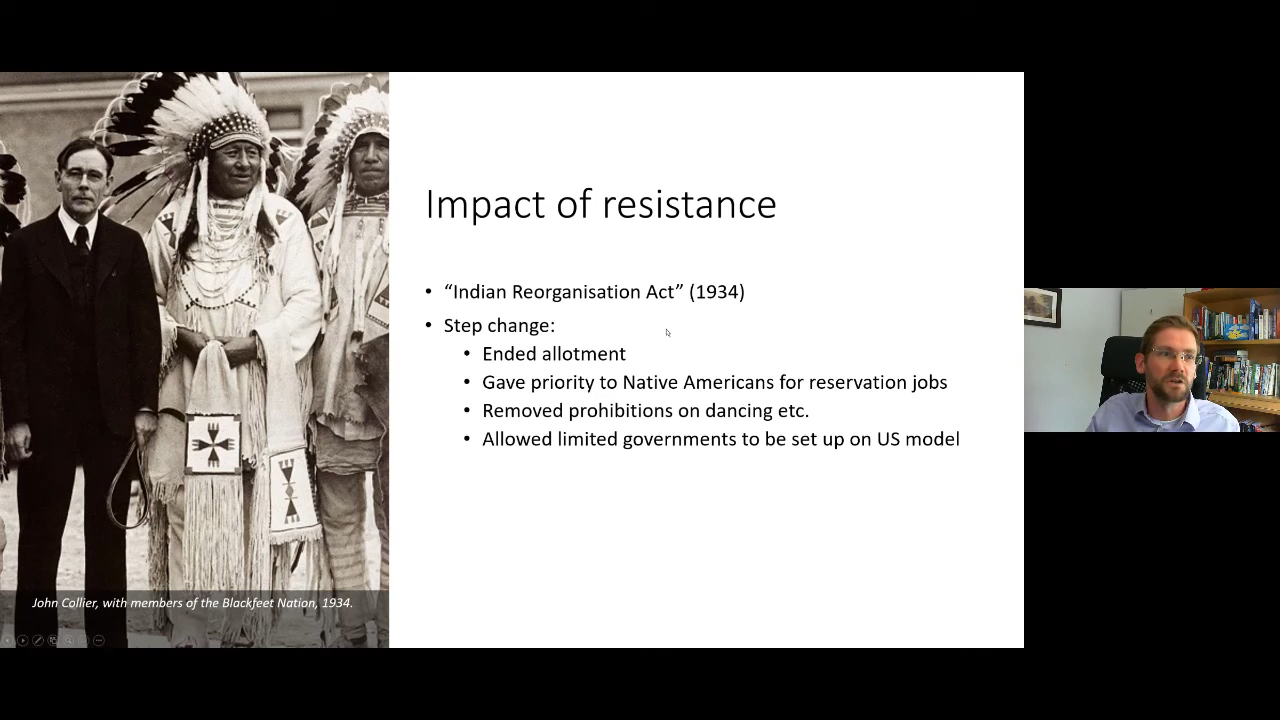 Impact of resistance
• “Indian Reorganisation Act” (1934)
• Step change:
• Ended allotment
• Gave priority to Native Americans for reservation jobs
• Removed prohibitions on dancing etc.
• Allowed limited governments to be set up on US model
John Collier, with members of the Blackfeet Nation, 1934.